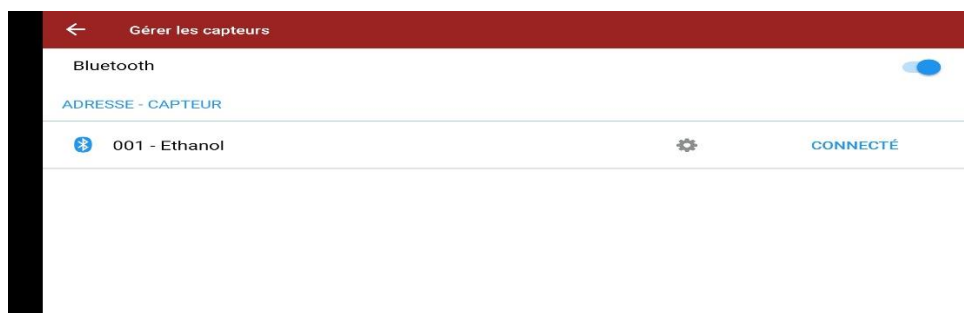 Gérer les capteurs
Bluetooth
ADRESSE - CAPTEUR
001 - Ethanol CONNECTÉ